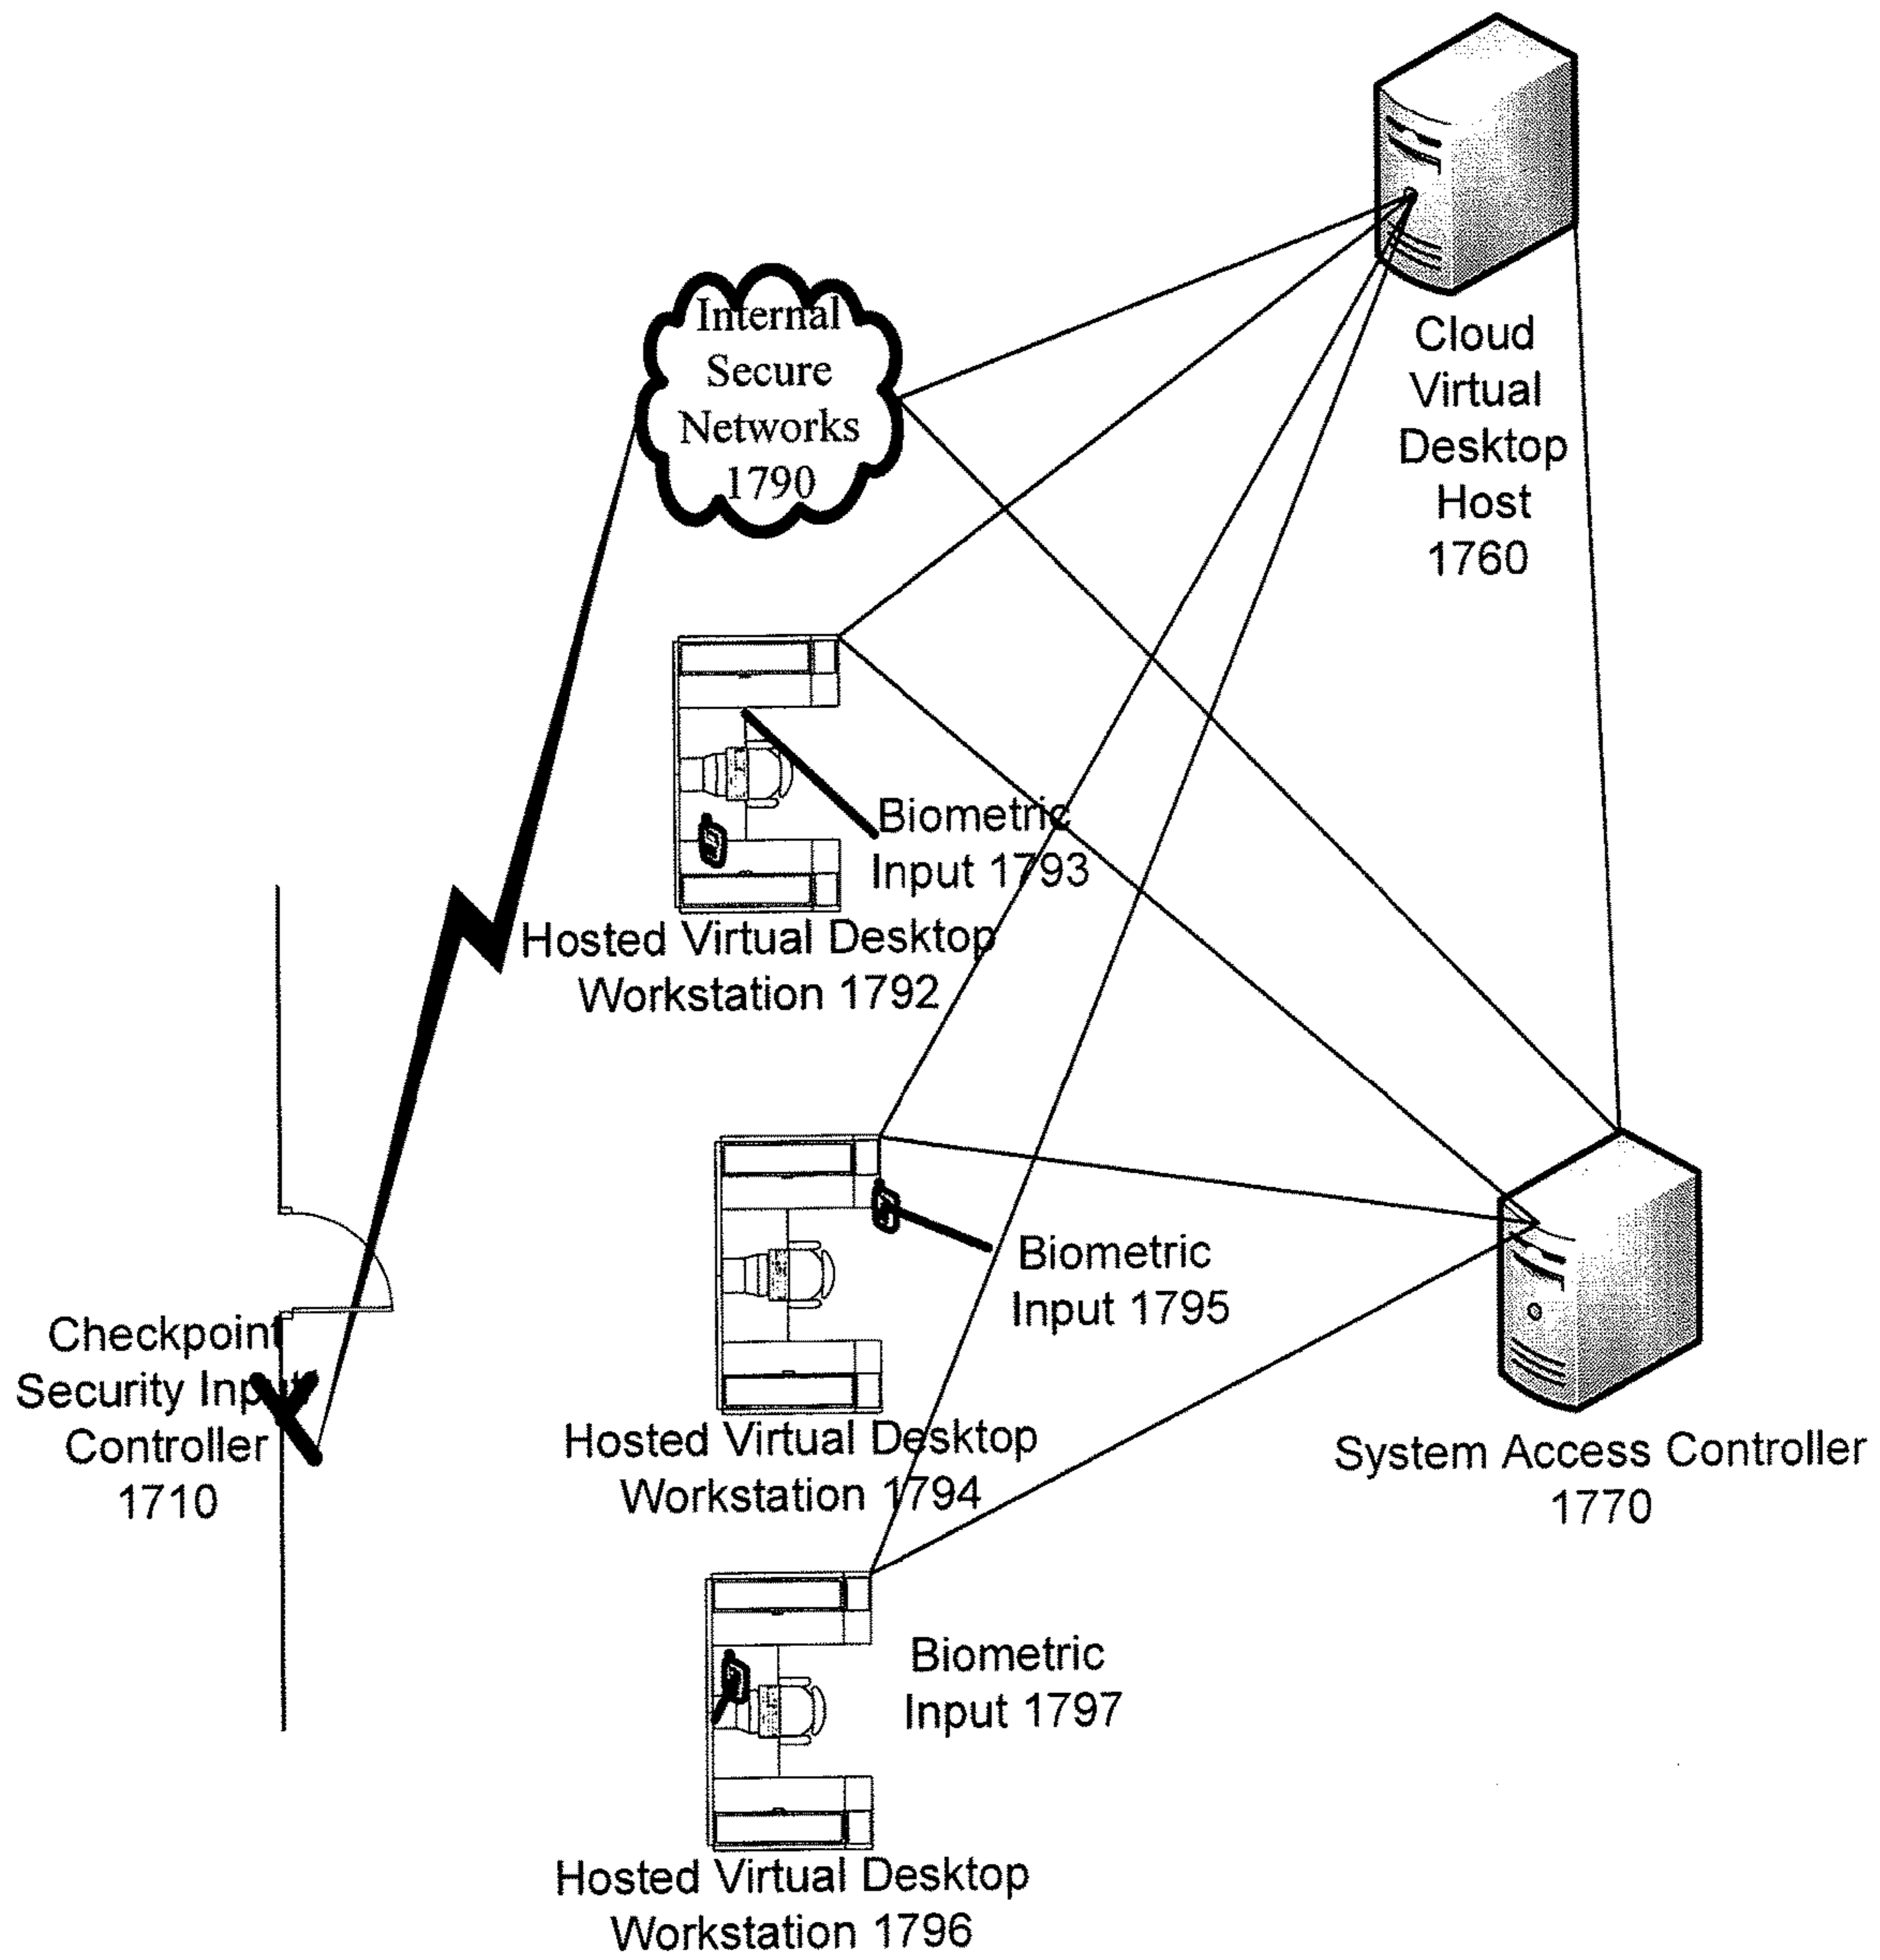 Internal
Secure
Networks
1790
Cloud
Virtual
Desktop
Host
1760
Biometric
Input 1793
Hosted Virtual Desktop
Workstation 1792
Biometric
Input 1795
Checkpoint
Security Input
Controller
1710
Hosted Virtual Desktop
Workstation 1794
System Access Controller
1770
Biometric
Input 1797
Hosted Virtual Desktop
Workstation 1796